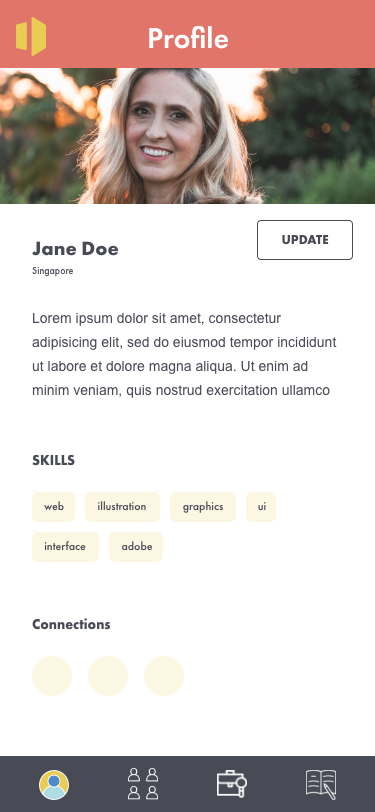 Profile
UPDATE
Jane Doe
Singapore
Lorem ipsum dolor sit amet, consectetur
adipisicing elit, sed do eiusmod tempor incididunt
ut labore et dolore magna aliqua. Ut enim ad
minim veniam, quis nostrud exercitation ullamco
SKILLS
web illustration graphics ui
interface adobe
Connections